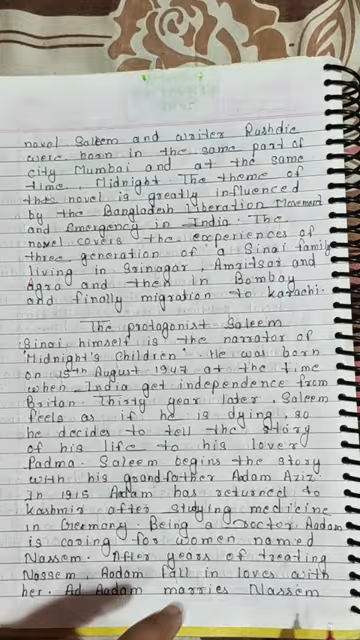 novel Saleem and writer Rushdie
were born in the same part of
city Mumbai and at the same
time, Midnight. The theme of
this novel is greatly influenced
by the Bangladesh Liberation Movement
and Emergency in India. The
novel covers the experiences of
three generation of a Sinai family
living in Srinagar, Amritsar and
Agra and then in Bombay
and finally migration to Karachi.
The protagonist Saleem
Sinai himself is the narrator of
'Midnight's Children'. He was born
on 15th August 1947 at the time
when India get independence from
Britan. Thirty year later, Saleem
feels as if he is dying, so
he decides to tell the story
of his life to his lover
Padma. Saleem begins the story
with his grand father Aadam Aziz.
In 1915 Adam has returned to
Kashmir after studying medicine
in Germany. Being a Doctor Aadam
is caring for women named
Nassem. After years of treating
Nassem, Aadam fall in loves with
her. Ad Aadam marries Nassem